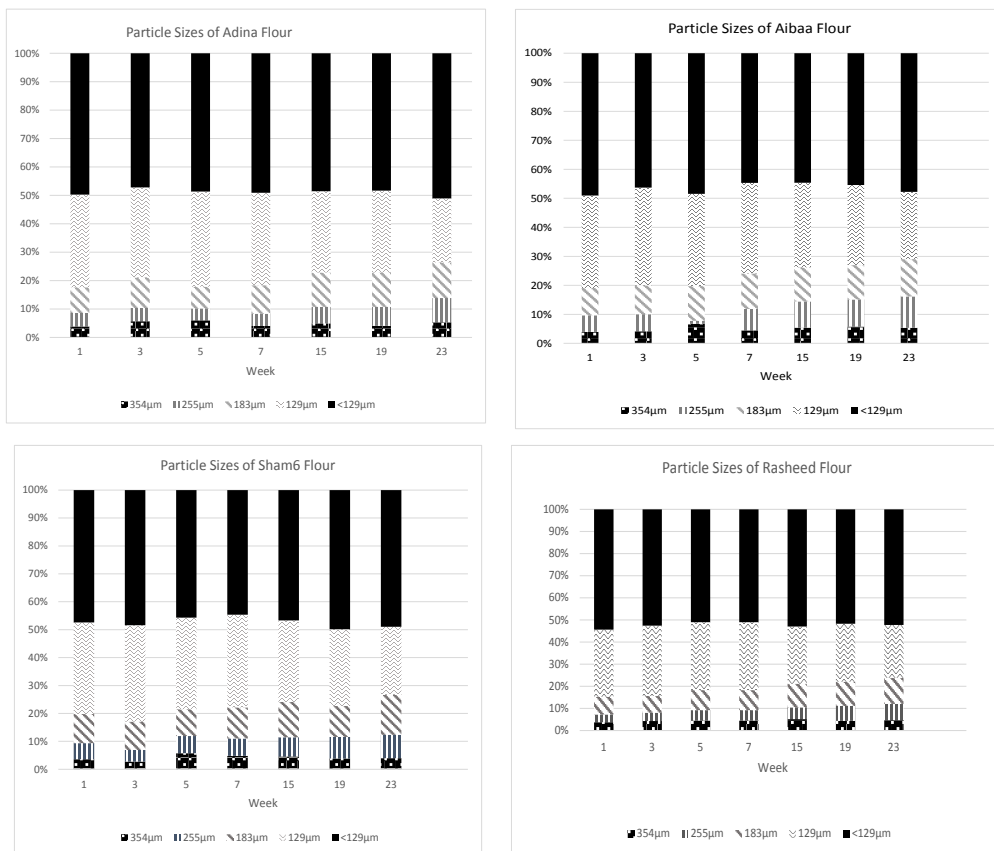 Particle Sizes of Adina Flour
100%
90%
80%
70%
60%
50%
40%
30%
20%
10%
0%
1 3 5 7 15 19 23
Week
354µm 255µm 183µm 129µm <129µm
Particle Sizes of Aibaa Flour
100%
90%
80%
70%
60%
50%
40%
30%
20%
10%
0%
1 3 5 7 15 19 23
Week
354µm 255µm 183µm 129µm <129µm
Particle Sizes of Sham6 Flour
100%
90%
80%
70%
60%
50%
40%
30%
20%
10%
0%
1 3 5 7 15 19 23
Week
354µm 255µm 183µm 129µm <129µm
Particle Sizes of Rasheed Flour
100%
90%
80%
70%
60%
50%
40%
30%
20%
10%
0%
1 3 5 7 15 19 23
Week
354µm 255µm 183µm 129µm <129µm